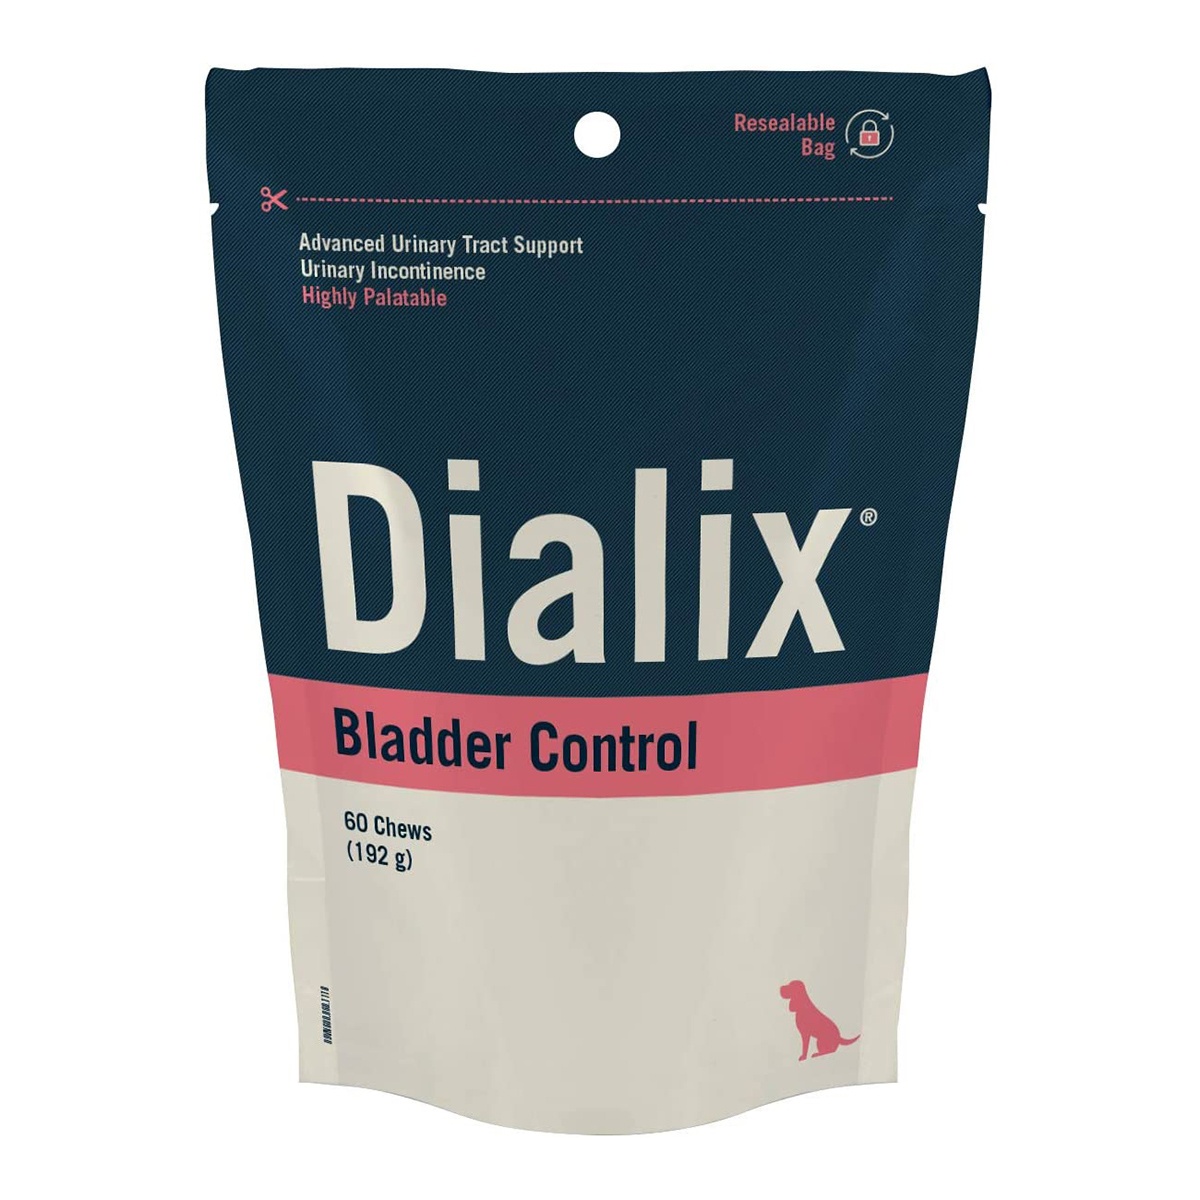 Resealable
Bag
Advanced Urinary Tract Support
Urinary Incontinence
Highly Palatable
Dialix®
Bladder Control
60 Chews
(192 g)